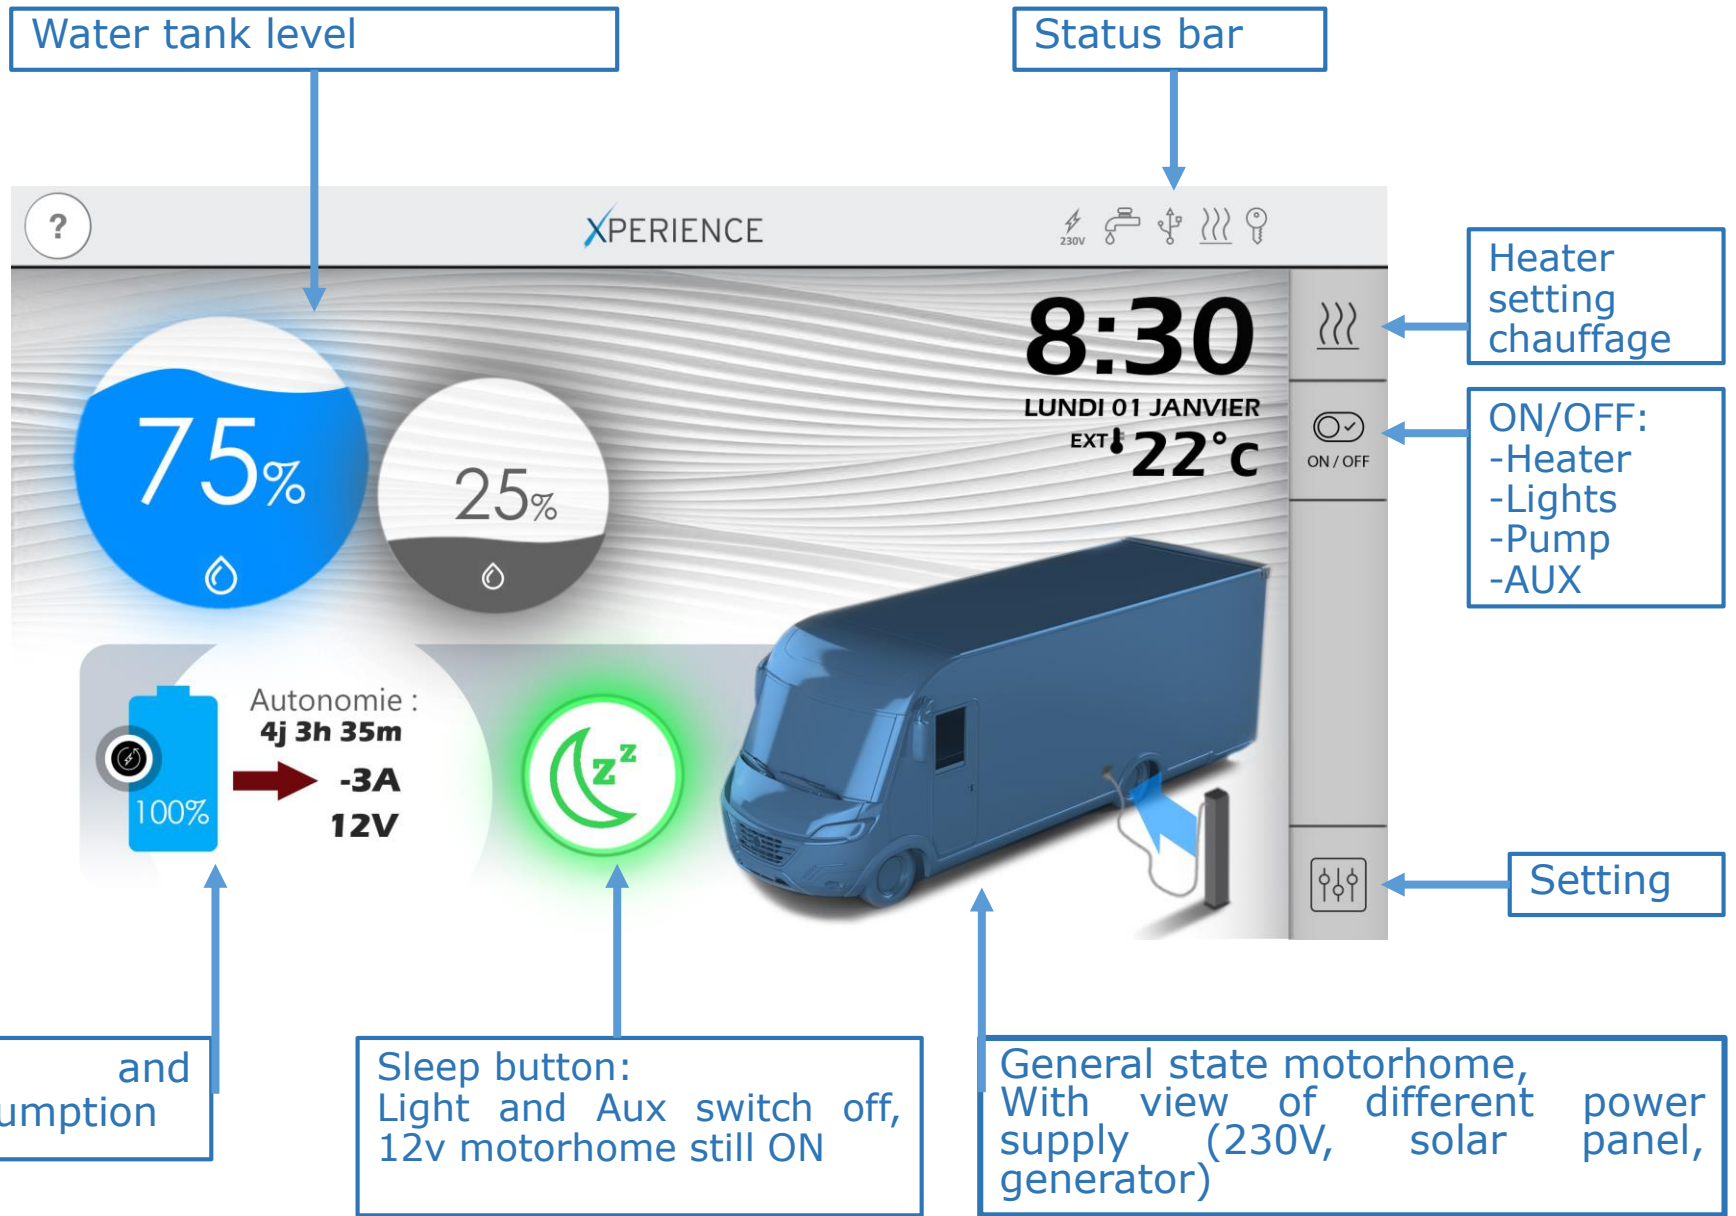 Water tank level
Status bar
?
XPERIENCE
230V
Heater
setting
chauffage
8:30
LUNDI 01 JANVIER
EXT 22°c
ON / OFF
ON/OFF:
-Heater
-Lights
-Pump
-AUX
75%
25%
Autonomie :
4j 3h 35m
-3A
12V
100%
zz
Setting
and
umption
Sleep button:
Light and Aux switch off,
12v motorhome still ON
General state motorhome,
With view of different power
supply (230V, solar panel,
generator)